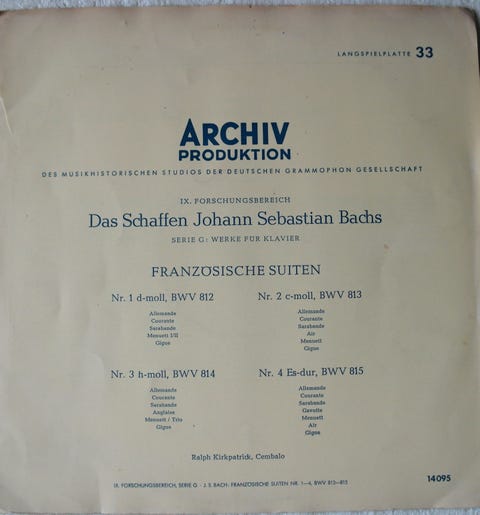 LANGSPIELPLATTE 33
ARCHIV
PRODUKTION
DES MUSIKHISTORISCHEN STUDIOS DER DEUTSCHEN GRAMMOPHON GESELLSCHAFT
IX. FORSCHUNGSBEREICH
Das Schaffen Johann Sebastian Bachs
SERIE G: WERKE FÜR KLAVIER
FRANZÖSISCHE SUITEN
Nr. 1 d-moll, BWV 812
Allemande
Courante
Sarabande
Menuett I/II
Gigue
Nr. 2 c-moll, BWV 813
Allemande
Courante
Sarabande
Air
Menuett
Gigue
Nr. 3 h-moll, BWV 814
Allemande
Courante
Sarabande
Anglaise
Menuett / Trio
Gigue
Nr. 4 Es-dur, BWV 815
Allemande
Courante
Sarabande
Gavotte
Menuett
Air
Gigue
Ralph Kirkpatrick, Cembalo
IX. FORSCHUNGSBEREICH, SERIE G · J. S. BACH: FRANZÖSISCHE SUITEN NR. 1—4, BWV 812—815
14095